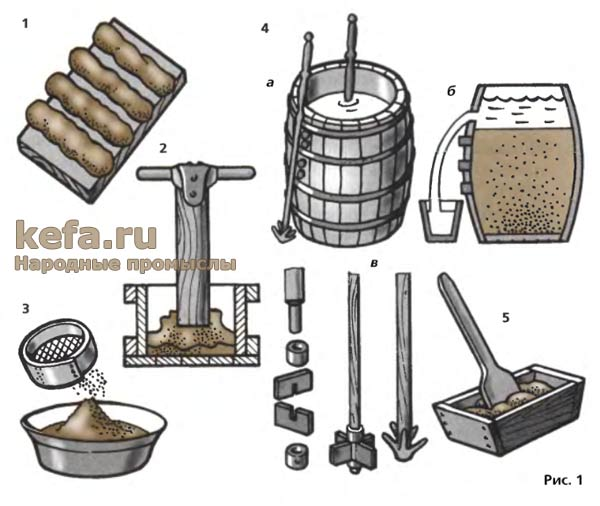 1
4
а
б
2
kefa.ru
Народные промыслы
3
в
5
Рис. 1